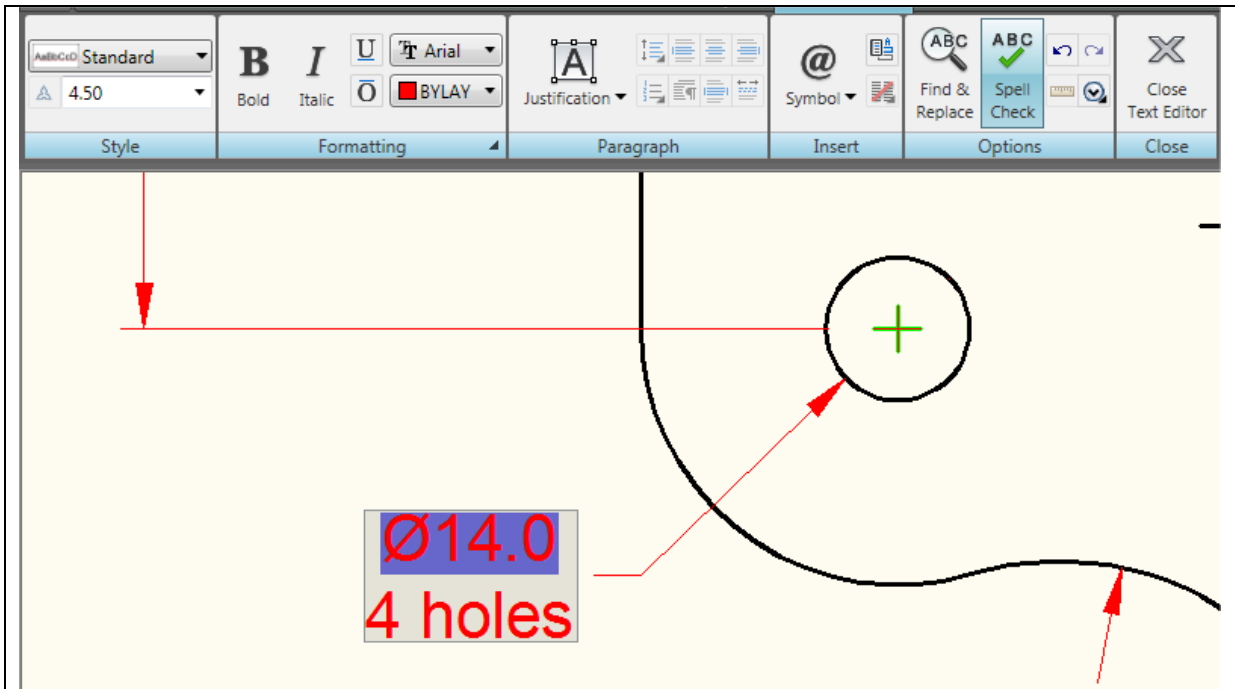 AaBbCcD Standard
4.50
Style
B
Bold
I
Italic
U
O
Arial
BYLAY
Formatting
A
Justification
Paragraph
@
Symbol
Insert
ABC
Find &
Replace
ABC
Spell
Check
Options
Close
Text Editor
Close
Ø14.0
4 holes